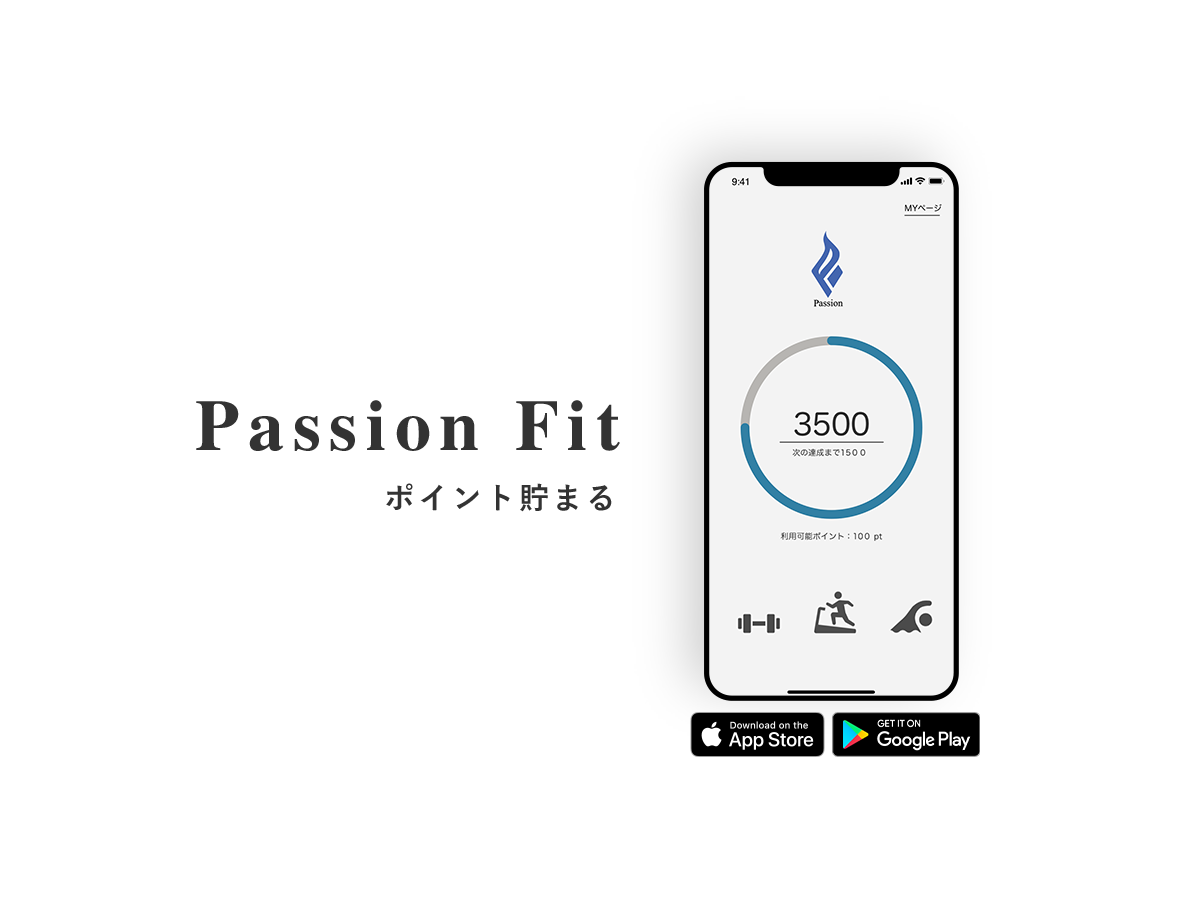 Passion Fit
ポイント貯まる
9:41
MYページ
Passion
3500
次の達成まで1５００
利用可能ポイント：1００ pt
Download on the
App Store
GET IT ON
Google Play